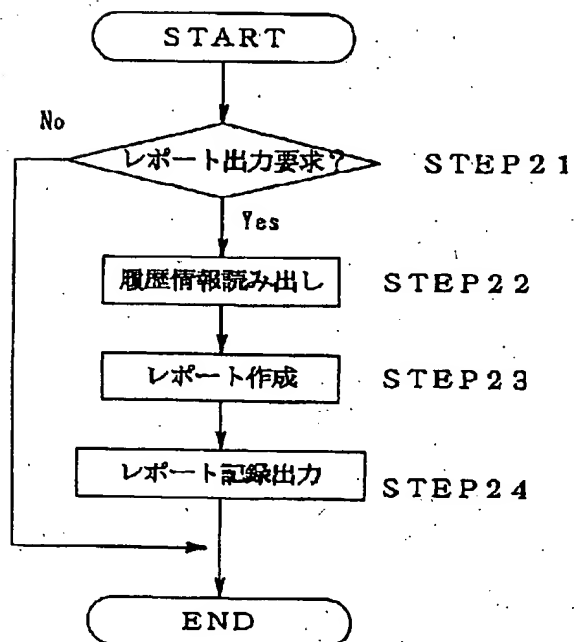 START
No
レポート出力要求?
STEP21
Yes
履歴情報読み出し
STEP22
レポート作成
STEP23
レポート記録出力
STEP24
END